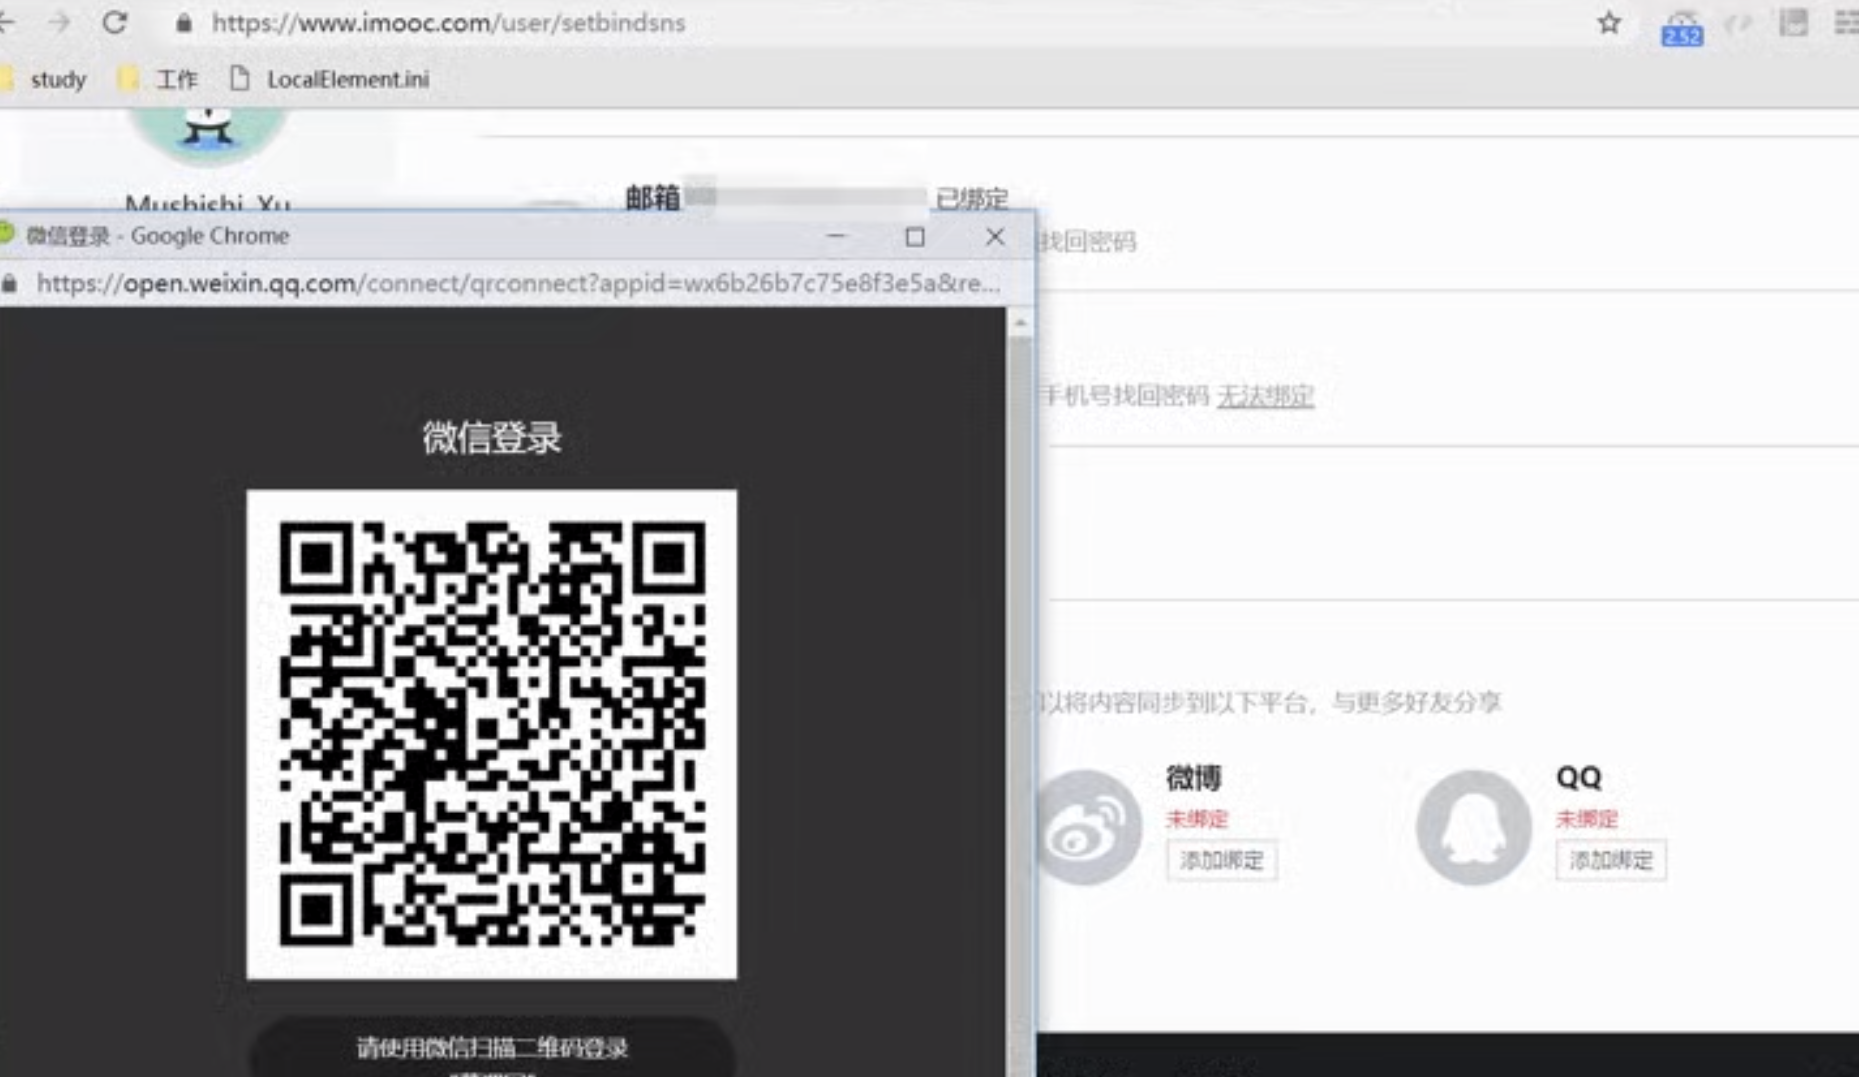 https://www.imooc.com/user/setbindsns
2.52
study 工作 LocalElement.ini
Mushishi_Xu
邮箱 已绑定
微信登录 - Google Chrome
找回密码
https://open.weixin.qq.com/connect/qrconnect?appid=wx6b26b7c75e8f3e5a&re...
手机号找回密码 无法绑定
微信登录
以将内容同步到以下平台，与更多好友分享
微博
未绑定
添加绑定
QQ
未绑定
添加绑定
请使用微信扫描二维码登录